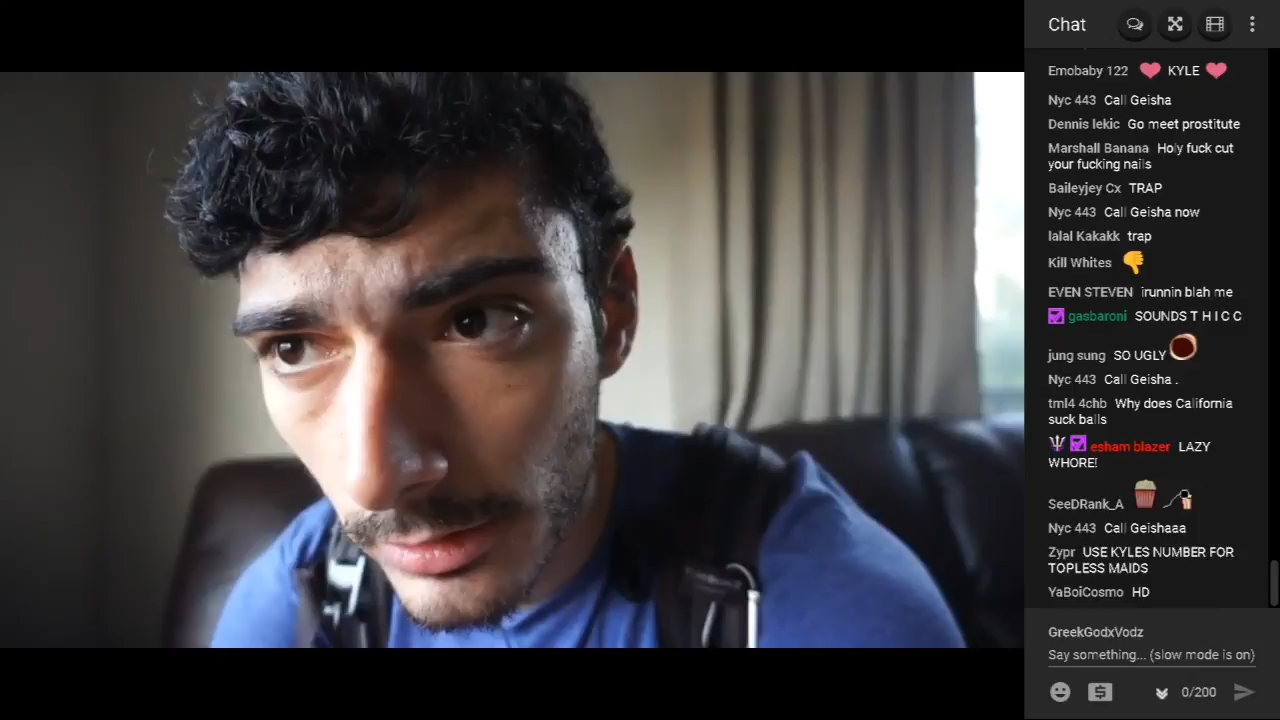 Chat
Emobaby 122 KYLE
Nyc 443 Call Geisha
Dennis lekic Go meet prostitute
Marshall Banana Holy fuck cut
your fucking nails
Baileyjey Cx TRAP
Nyc 443 Call Geisha now
lalal Kakakk trap
Kill Whites
EVEN STEVEN irunnin blah me
gasbaroni SOUNDS T H I C C
jung sung SO UGLY
Nyc 443 Call Geisha .
tml4 4chb Why does California
suck balls
esham blazer LAZY
WHORE!
SeeDRank_A
Nyc 443 Call Geishaaa
Zypr USE KYLES NUMBER FOR
TOPLESS MAIDS
YaBoiCosmo HD
GreekGodxVodz
Say something... (slow mode is on)
0/200